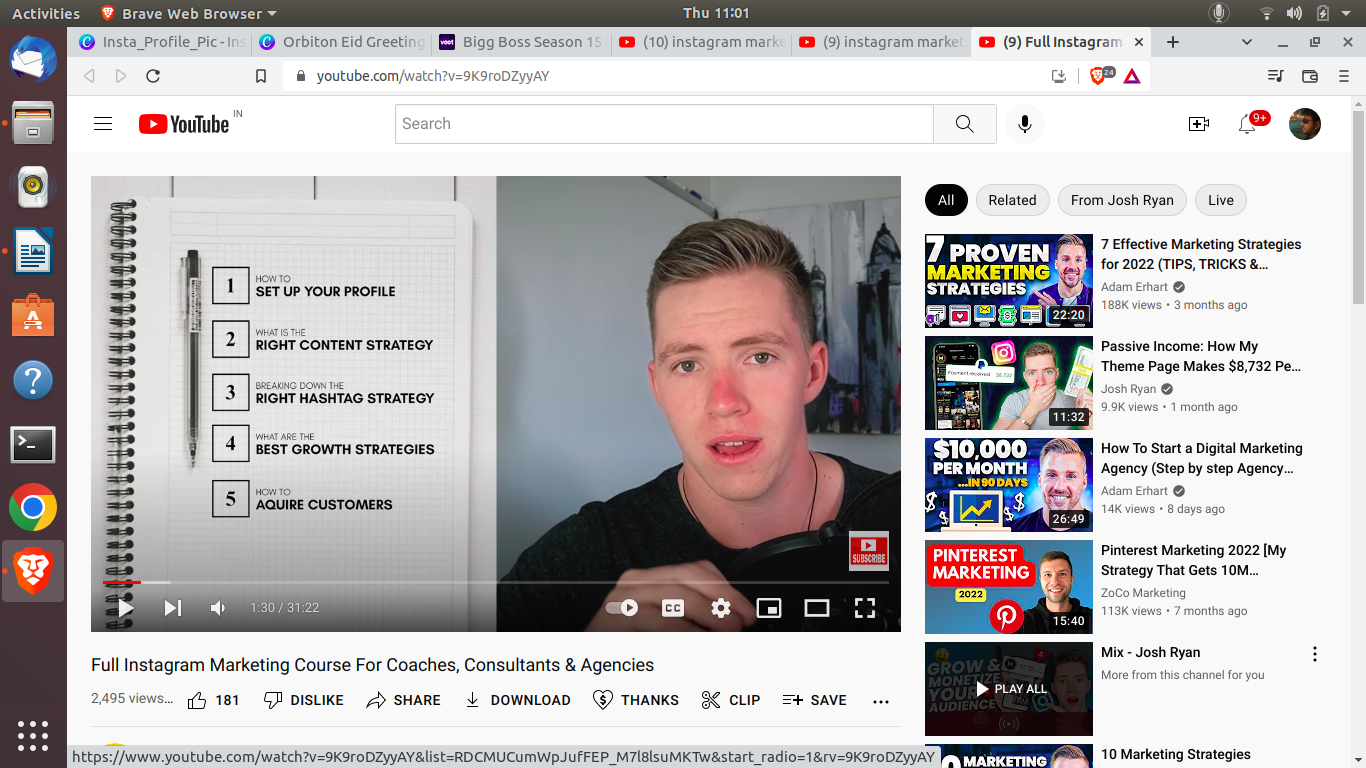 Activities
Brave Web Browser
Thu 11:01
Insta_Profile_Pic - Ins
Orbiton Eid Greeting
voot
Bigg Boss Season 15
(10) instagram marke
(9) instagram market
(9) Full Instagram
youtube.com/watch?v=9K9roDZyyAY
24
YouTube
IN
Search
9+
1
HOW TO
SET UP YOUR PROFILE
2
WHAT IS THE
RIGHT CONTENT STRATEGY
3
BREAKING DOWN THE
RIGHT HASHTAG STRATEGY
4
WHAT ARE THE
BEST GROWTH STRATEGIES
5
HOW TO
AQUIRE CUSTOMERS
SUBSCRIBE
1:30 / 31:22
CC
Full Instagram Marketing Course For Coaches, Consultants & Agencies
2,495 views...
181
DISLIKE
SHARE
DOWNLOAD
THANKS
CLIP
SAVE
All
Related
From Josh Ryan
Live
7 PROVEN
MARKETING
STRATEGIES
22:20
7 Effective Marketing Strategies
for 2022 (TIPS, TRICKS &...
Adam Erhart
188K views • 3 months ago
Payment received
$8,732
11:32
Passive Income: How My
Theme Page Makes $8,732 Pe...
Josh Ryan
9.9K views • 1 month ago
$10,000
PER MONTH
...IN 90 DAYS
26:49
How To Start a Digital Marketing
Agency (Step by step Agency...
Adam Erhart
14K views • 8 days ago
PINTEREST
MARKETING
2022
15:40
Pinterest Marketing 2022 [My
Strategy That Gets 10M...
ZoCo Marketing
113K views • 7 months ago
GROW &
MONETIZE
YOUR
AUDIENCE
PLAY ALL
Mix - Josh Ryan
More from this channel for you
10 Marketing Strategies
https://www.youtube.com/watch?v=9K9roDZyyAY&list=RDCMUCumWpJufFEP_M7l8lsuMKTw&start_radio=1&rv=9K9roDZyyAY